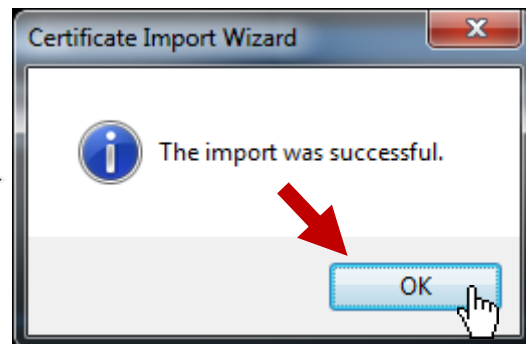 Certificate Import Wizard
The import was successful.
OK